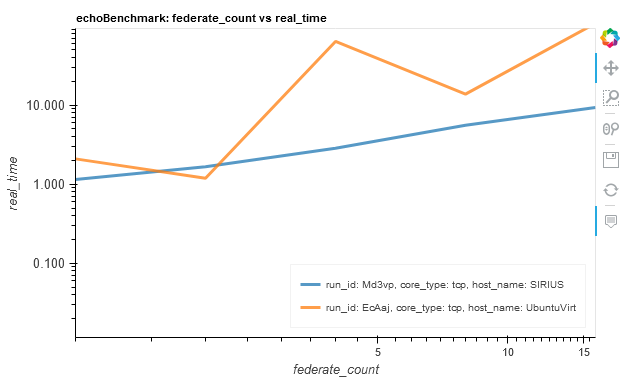 echoBenchmark: federate_count vs real_time
10.000
1.000
0.100
real_time
run_id: Md3vp, core_type: tcp, host_name: SIRIUS
run_id: EcAaj, core_type: tcp, host_name: UbuntuVirt
5
10
15
federate_count